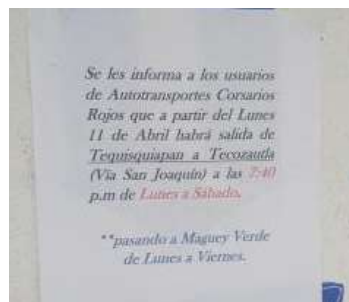 Se les informa a los usuarios
de Autotransportes Corsarios
Rojos que a partir del Lunes
11 de Abril habrá salida de
Tequisquiapan a Tecozautla
(Vía San Joaquín) a las 7:40
p.m de Lunes a Sábado.
**pasando a Maguey Verde
de Lunes a Viernes.